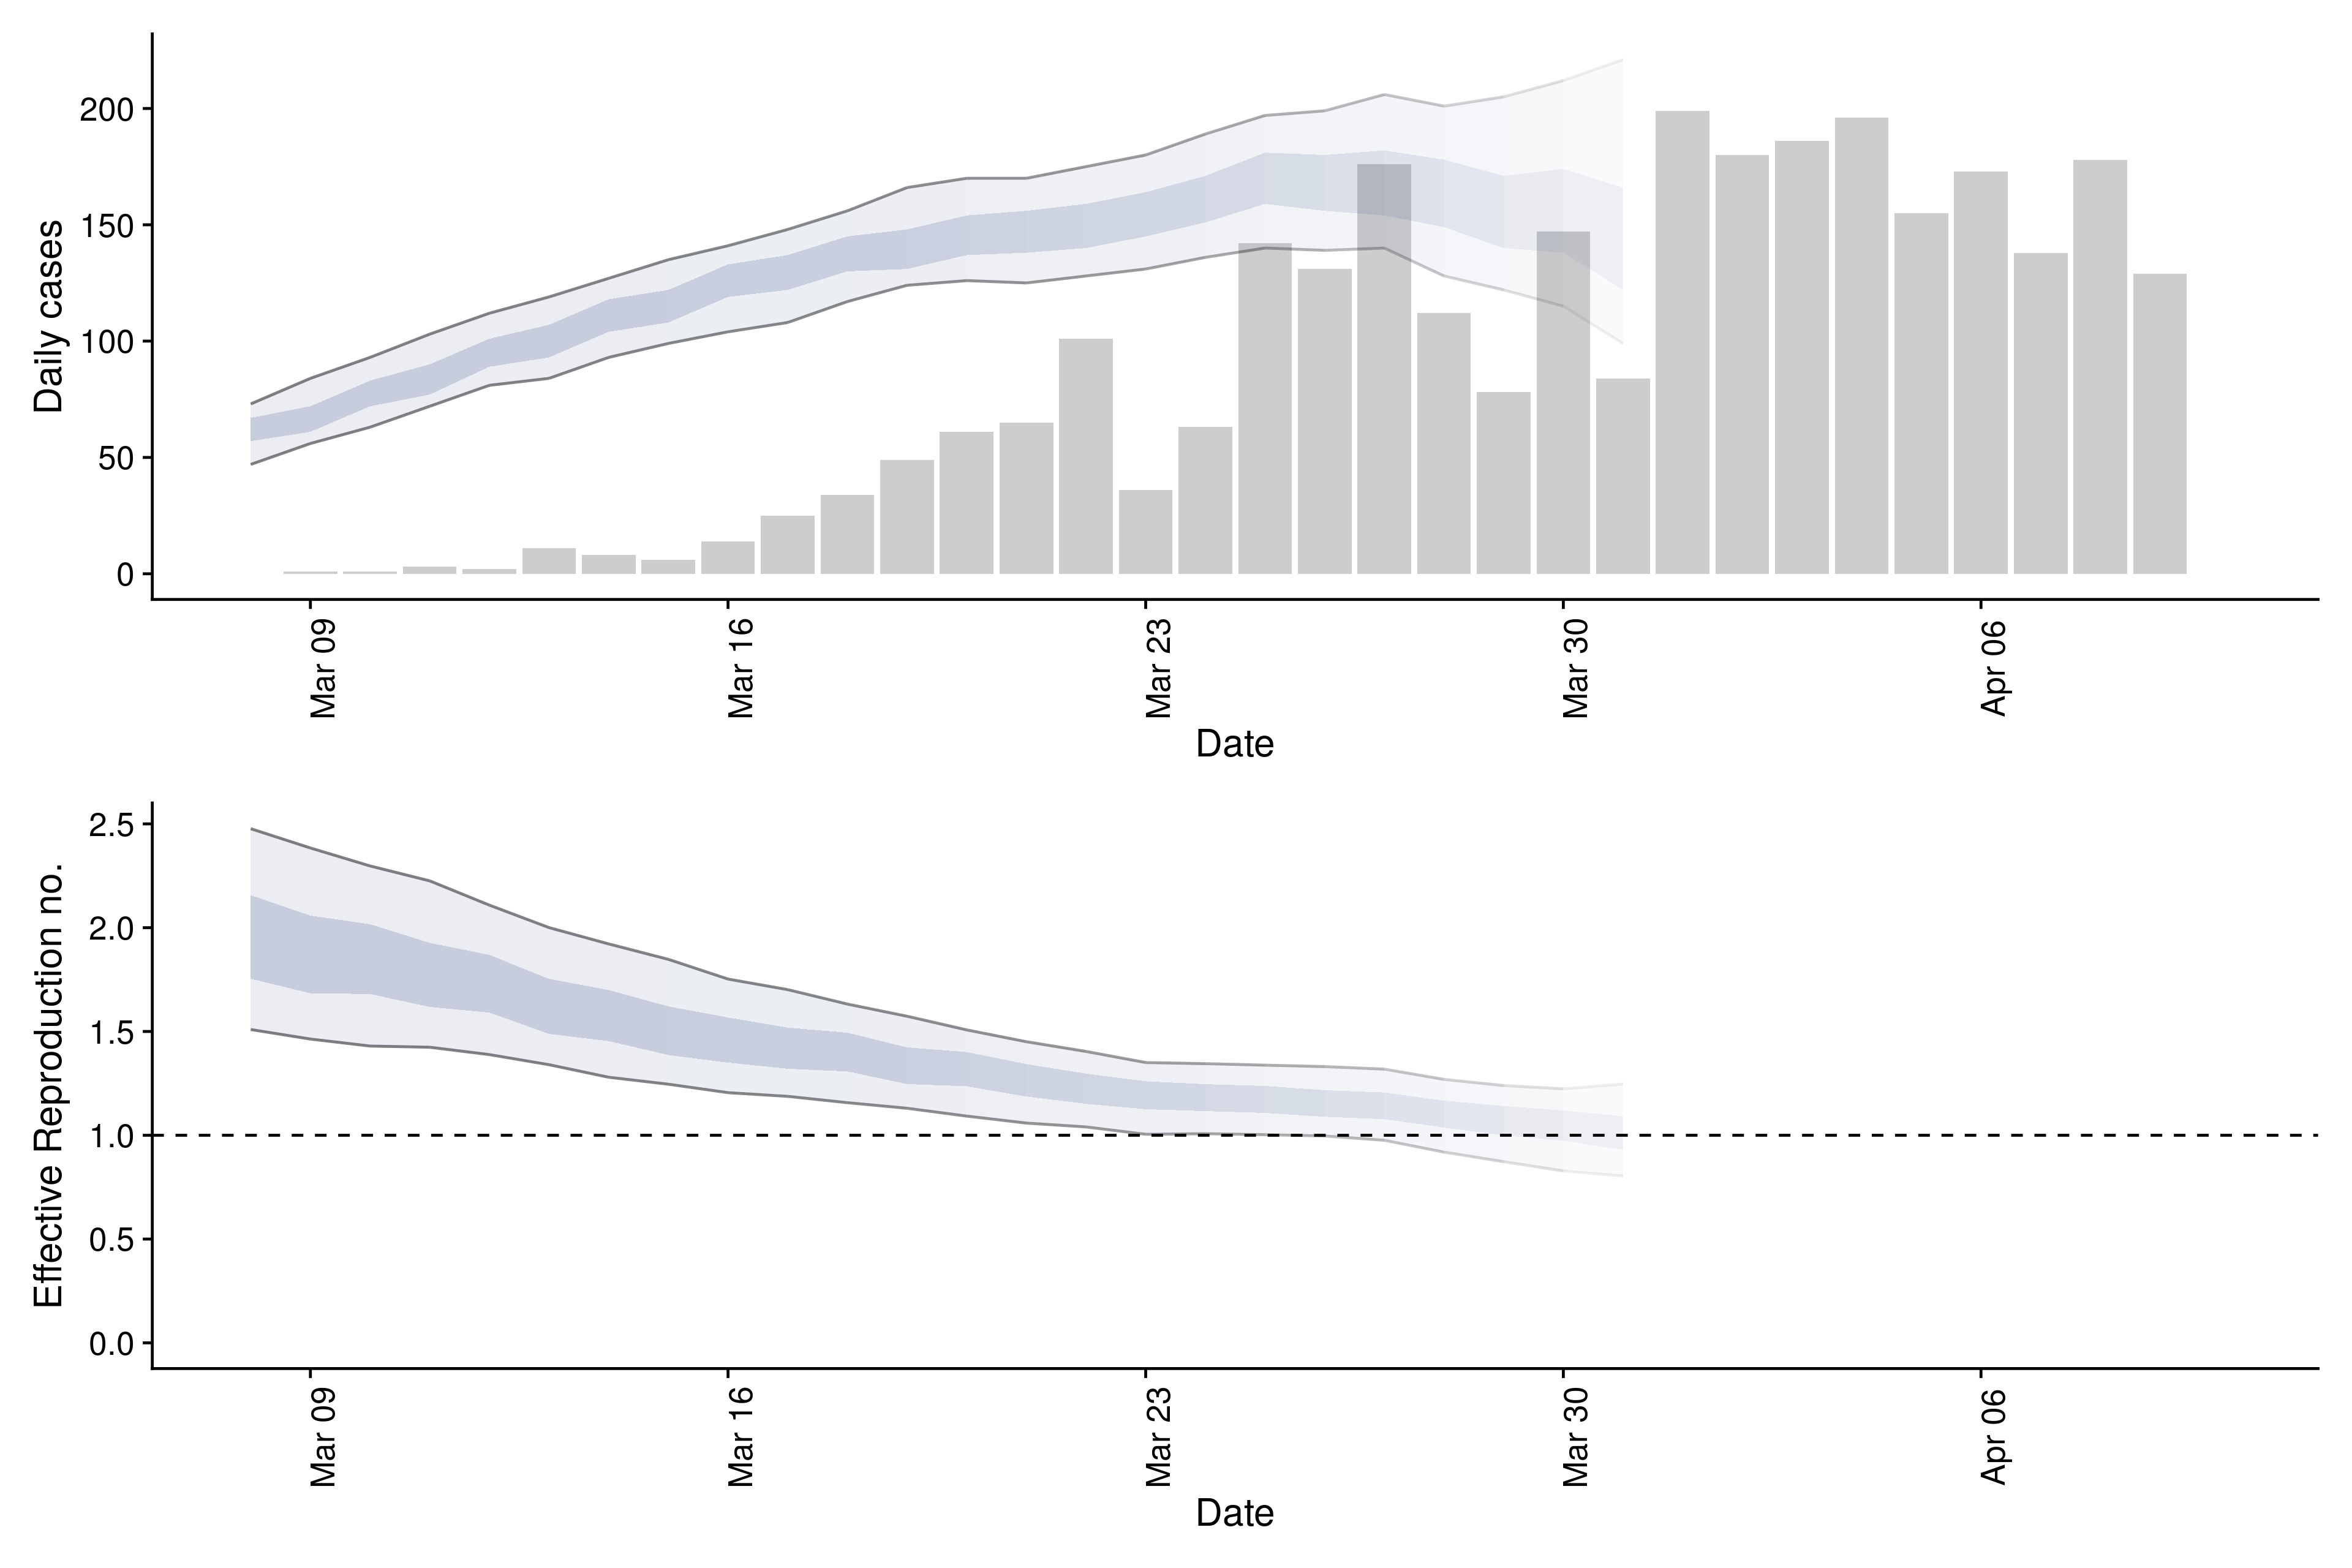 Daily cases
200
150
100
50
0
Mar 09
Mar 16
Mar 23
Mar 30
Apr 06
Date
Effective Reproduction no.
2.5
2.0
1.5
1.0
0.5
0.0
Mar 09
Mar 16
Mar 23
Mar 30
Apr 06
Date